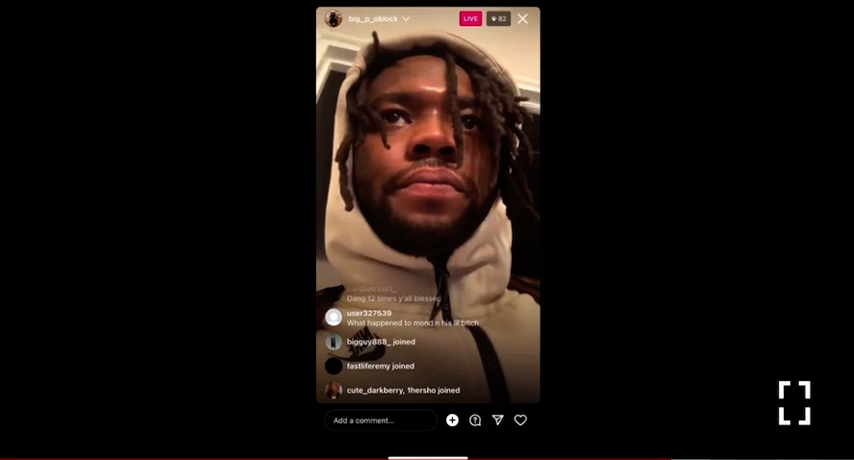 big_p_oblock
LIVE
82
Dang 12 times y'all blessed
user327539
What happened to mond n his lil bitch
bigguy888_ joined
fastliferemy joined
cute_darkberry, 1hersho joined
Add a comment...